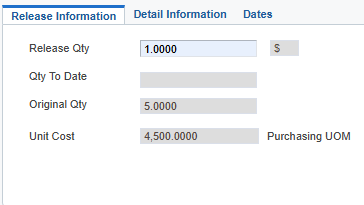 Release Information Detail Information Dates
Release Qty 1.0000 $
Qty To Date
Original Qty 5.0000
Unit Cost 4,500.0000 Purchasing UOM